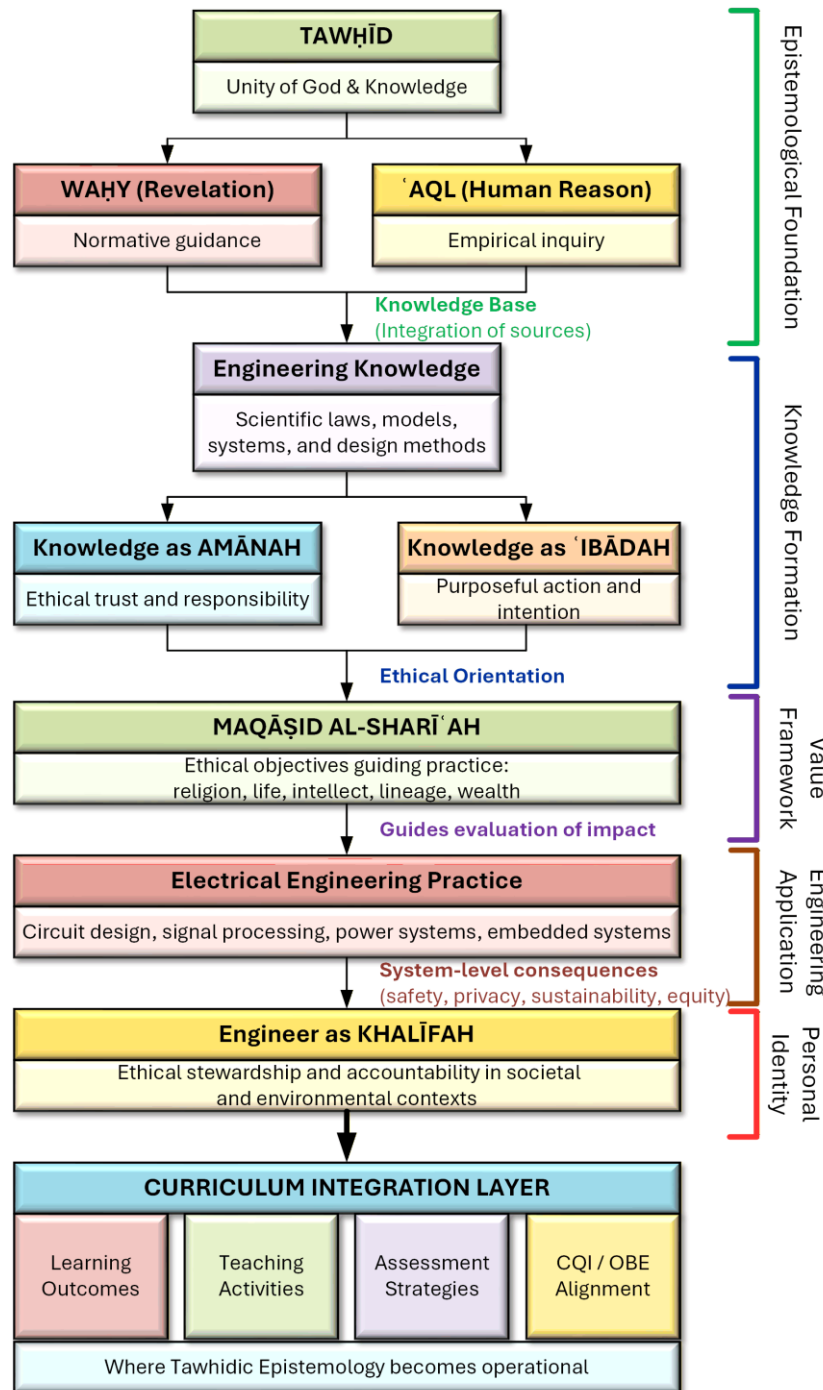 TAWḤĪD
Unity of God & Knowledge
WAḤY (Revelation)
Normative guidance
ʿAQL (Human Reason)
Empirical inquiry
Knowledge Base
(Integration of sources)
Epistemological Foundation
Engineering Knowledge
Scientific laws, models,
systems, and design methods
Knowledge as AMĀNAH
Ethical trust and responsibility
Knowledge as ʿIBĀDAH
Purposeful action and
intention
Ethical Orientation
Knowledge Formation
MAQĀṢID AL-SHARĪʿAH
Ethical objectives guiding practice:
religion, life, intellect, lineage, wealth
Guides evaluation of impact
Value
Framework
Electrical Engineering Practice
Circuit design, signal processing, power systems, embedded systems
System-level consequences
(safety, privacy, sustainability, equity)
Engineering
Application
Engineer as KHALĪFAH
Ethical stewardship and accountability in societal
and environmental contexts
Personal
Identity
CURRICULUM INTEGRATION LAYER
Learning
Outcomes
Teaching
Activities
Assessment
Strategies
CQI / OBE
Alignment
Where Tawhidic Epistemology becomes operational